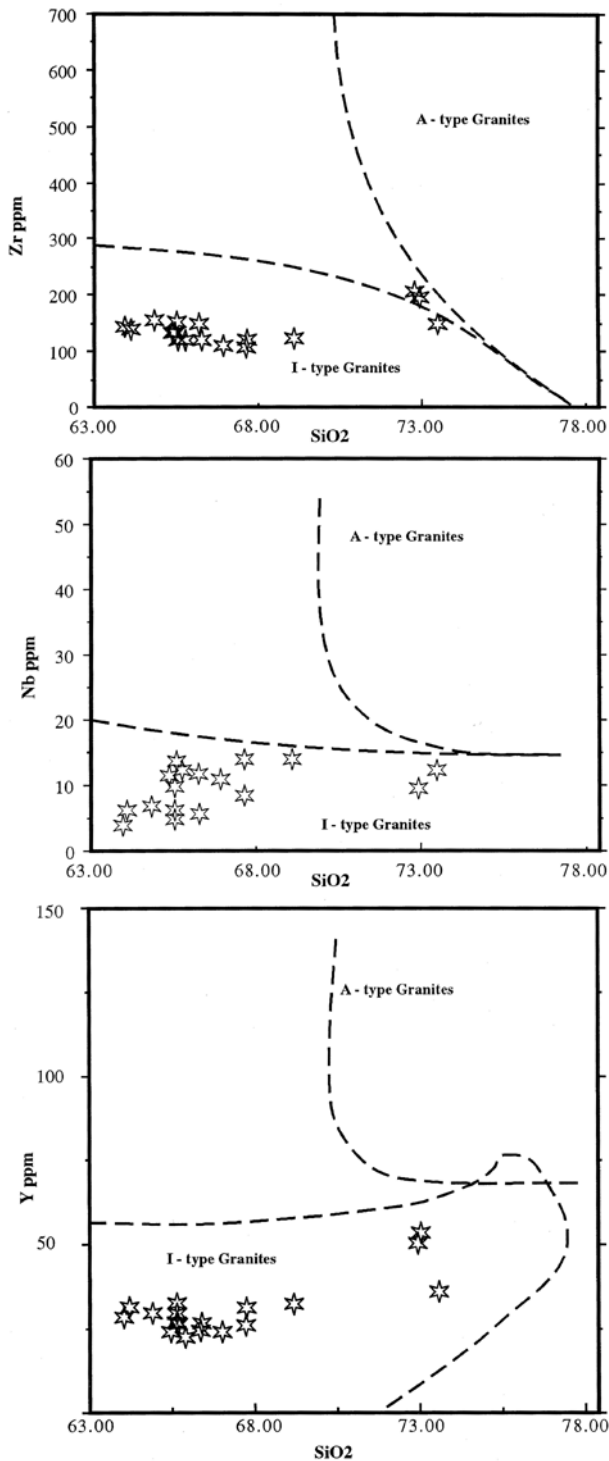 700
600
500
400
300
200
100
0
Zr ppm
A - type Granites
I - type Granites
63.00 68.00 73.00 78.00
SiO2
60
50
40
30
20
10
0
Nb ppm
A - type Granites
I - type Granites
63.00 68.00 73.00 78.00
SiO2
150
100
50
Y ppm
A - type Granites
I - type Granites
63.00 68.00 73.00 78.00
SiO2